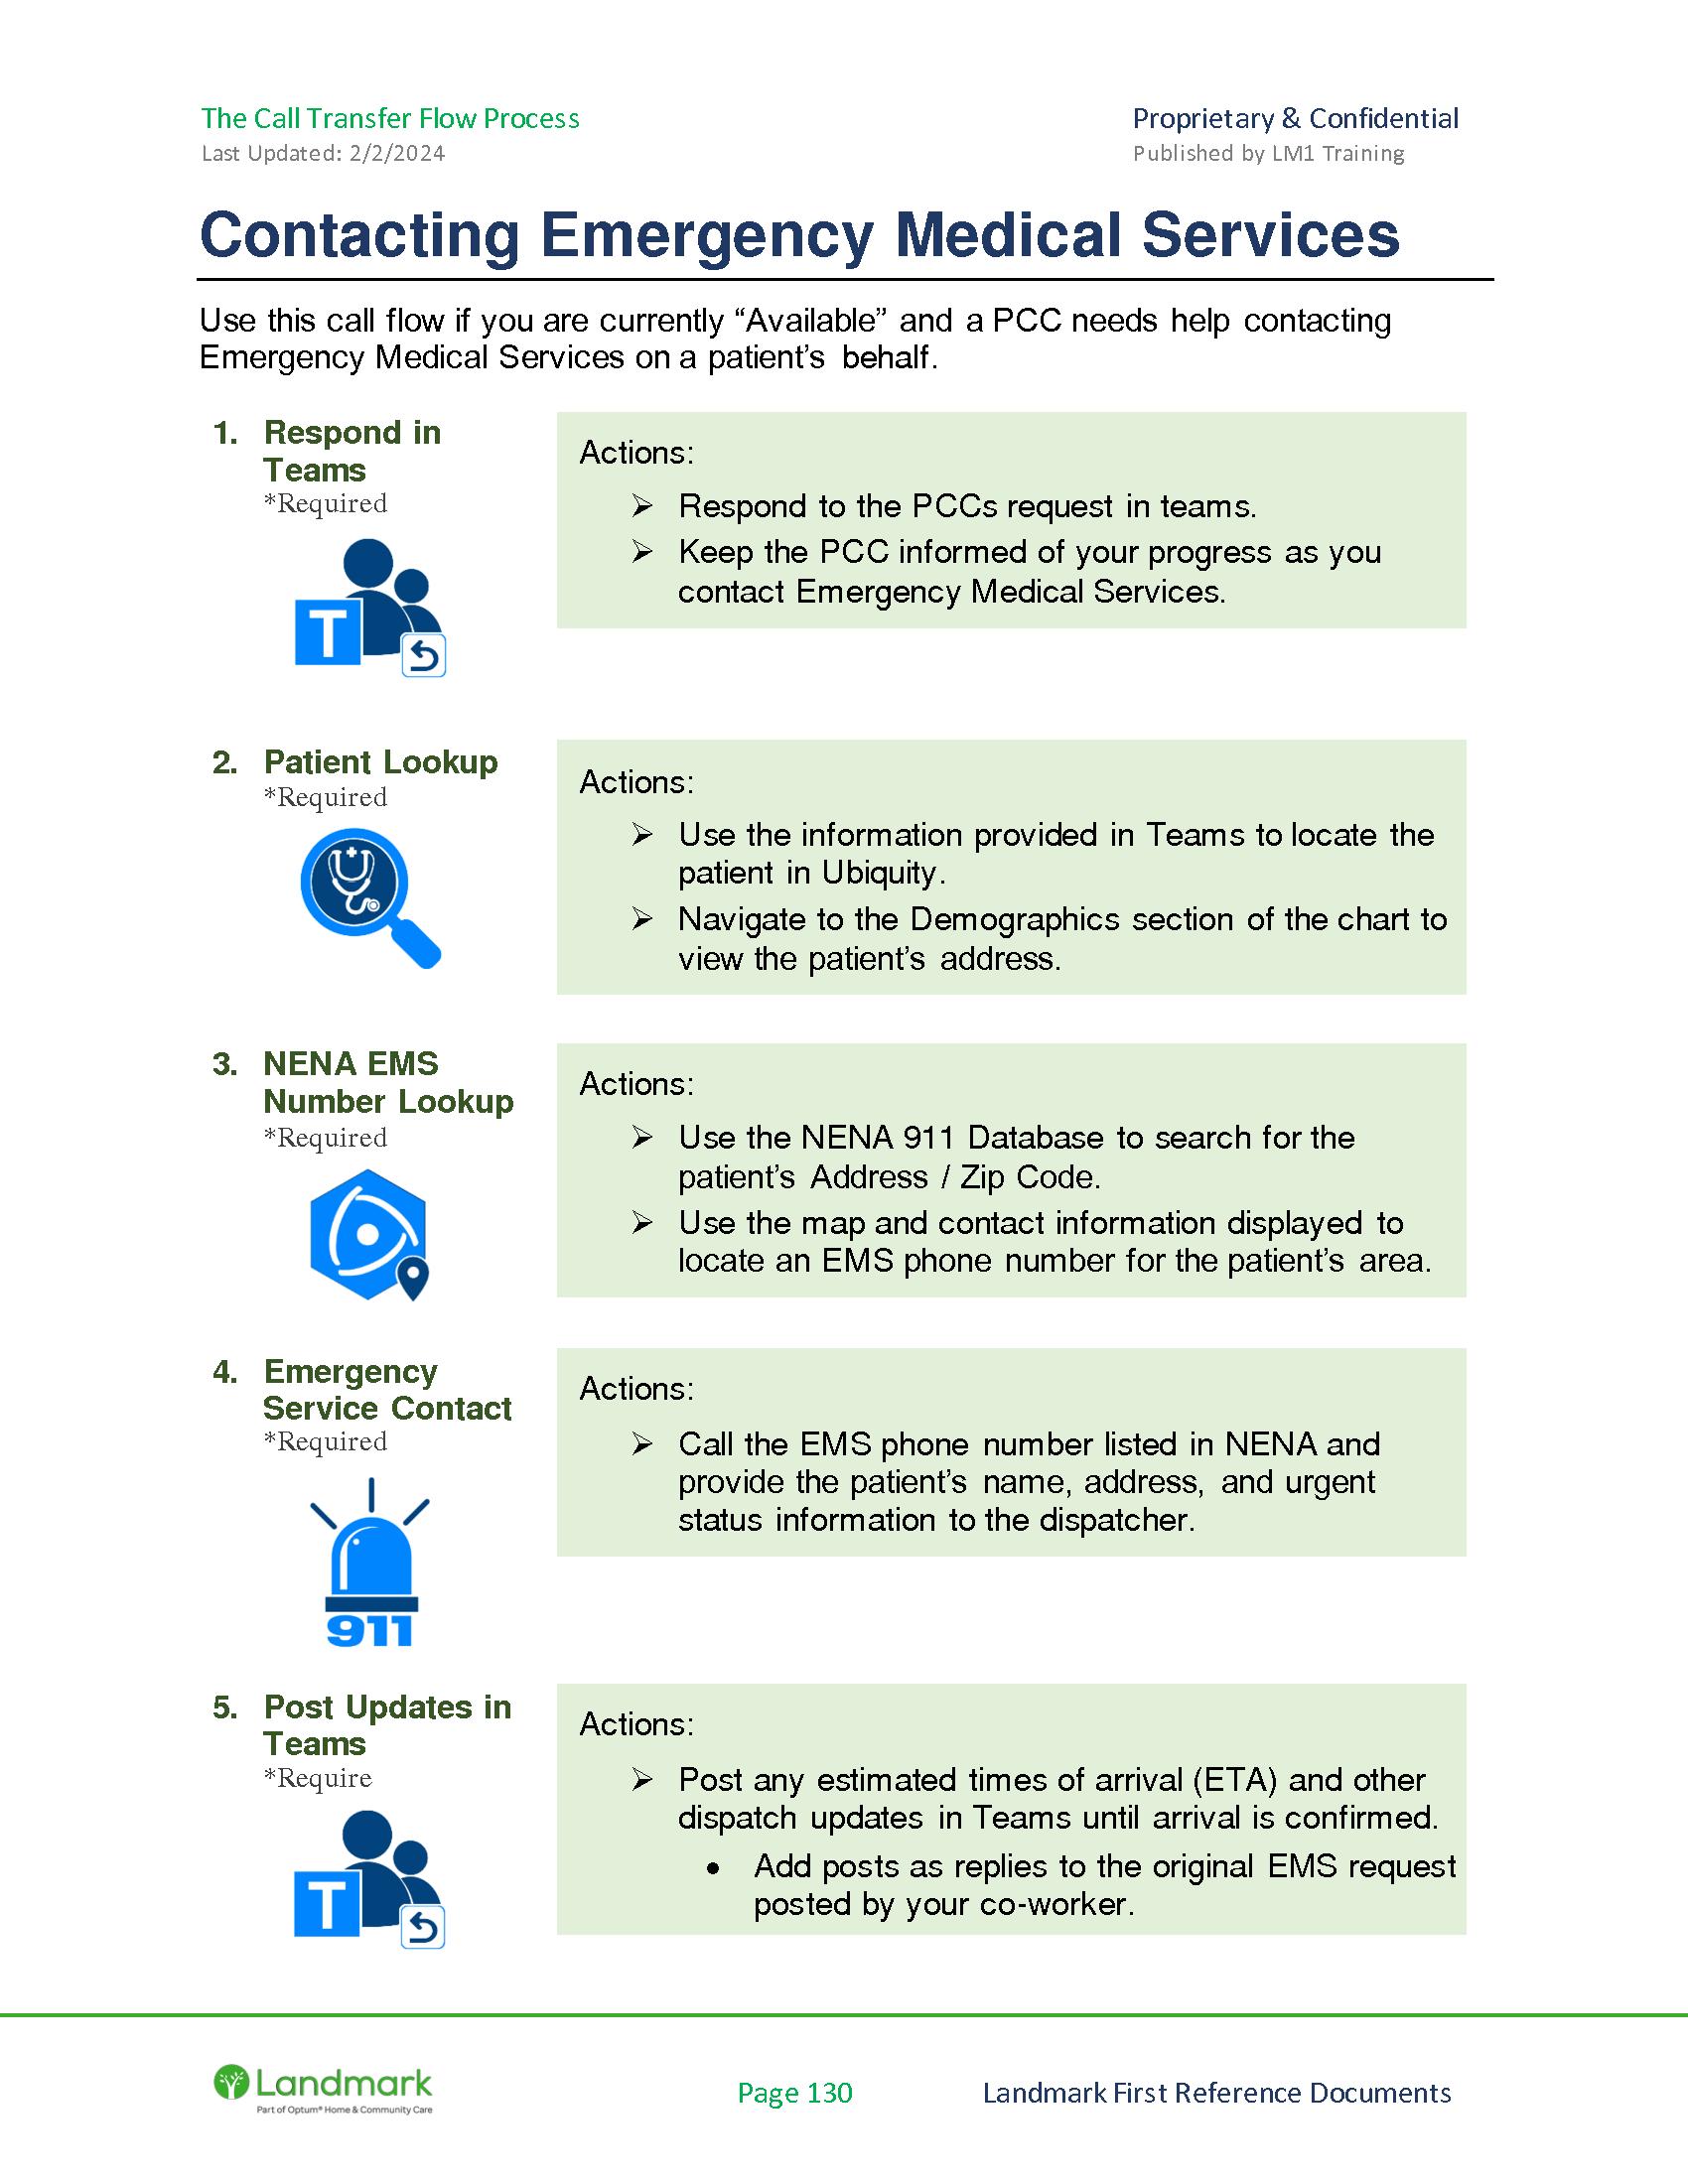 The Call Transfer Flow Process
Proprietary & Confidential
Last Updated: 2/2/2024
Published by LM1 Training
Contacting Emergency Medical Services
Use this call flow if you are currently “Available” and a PCC needs help contacting
Emergency Medical Services on a patient’s behalf.
1. Respond in
Teams
*Required
T
Actions:
➢ Respond to the PCCs request in teams.
➢ Keep the PCC informed of your progress as you
contact Emergency Medical Services.
2. Patient Lookup
*Required
Actions:
➢ Use the information provided in Teams to locate the
patient in Ubiquity.
➢ Navigate to the Demographics section of the chart to
view the patient’s address.
3. NENA EMS
Number Lookup
*Required
Actions:
➢ Use the NENA 911 Database to search for the
patient’s Address / Zip Code.
➢ Use the map and contact information displayed to
locate an EMS phone number for the patient’s area.
4. Emergency
Service Contact
*Required
911
Actions:
➢ Call the EMS phone number listed in NENA and
provide the patient’s name, address, and urgent
status information to the dispatcher.
5. Post Updates in
Teams
*Require
T
Actions:
➢ Post any estimated times of arrival (ETA) and other
dispatch updates in Teams until arrival is confirmed.
• Add posts as replies to the original EMS request
posted by your co-worker.
Landmark
Part of Optum® Home & Community Care
Page 130
Landmark First Reference Documents